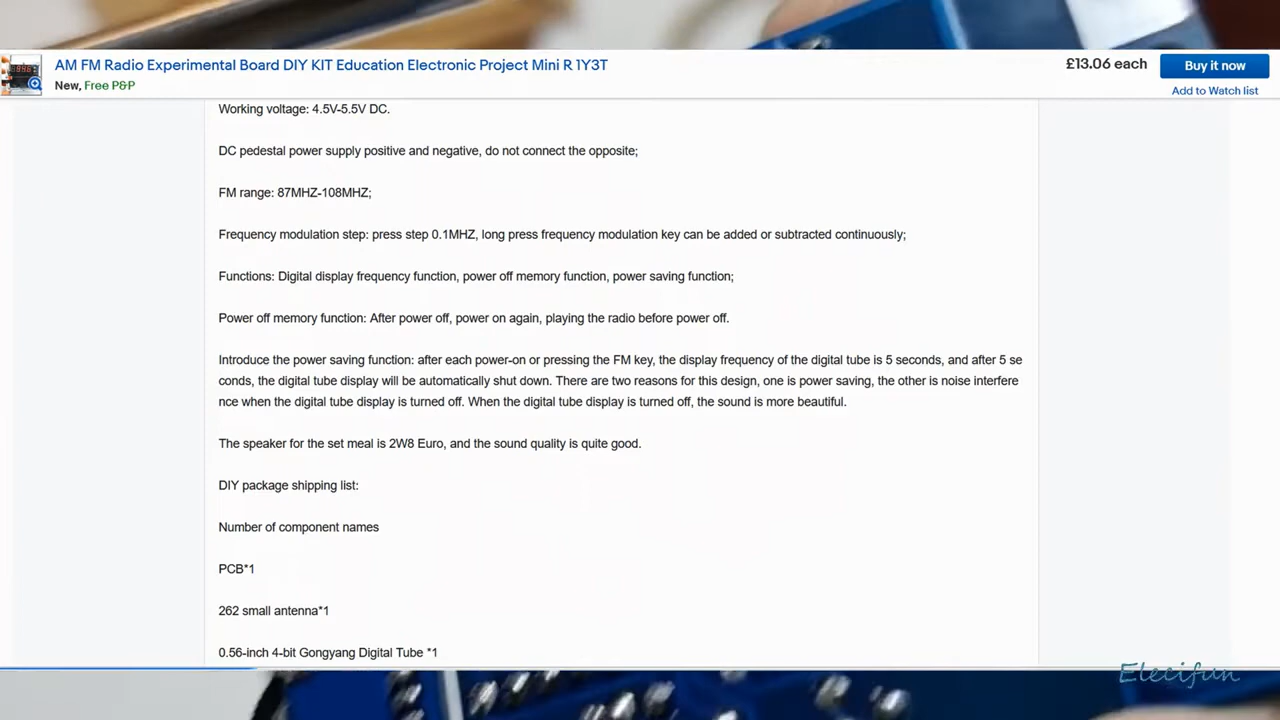 AM FM Radio Experimental Board DIY KIT Education Electronic Project Mini R 1Y3T
New, Free P&P
£13.06 each
Buy it now
Add to Watch list
Working voltage: 4.5V-5.5V DC.
DC pedestal power supply positive and negative, do not connect the opposite;
FM range: 87MHZ-108MHZ;
Frequency modulation step: press step 0.1MHZ, long press frequency modulation key can be added or subtracted continuously;
Functions: Digital display frequency function, power off memory function, power saving function;
Power off memory function: After power off, power on again, playing the radio before power off.
Introduce the power saving function: after each power-on or pressing the FM key, the display frequency of the digital tube is 5 seconds, and after 5 se
conds, the digital tube display will be automatically shut down. There are two reasons for this design, one is power saving, the other is noise interfere
nce when the digital tube display is turned off. When the digital tube display is turned off, the sound is more beautiful.
The speaker for the set meal is 2W8 Euro, and the sound quality is quite good.
DIY package shipping list:
Number of component names
PCB*1
262 small antenna*1
0.56-inch 4-bit Gongyang Digital Tube *1
Elecifun